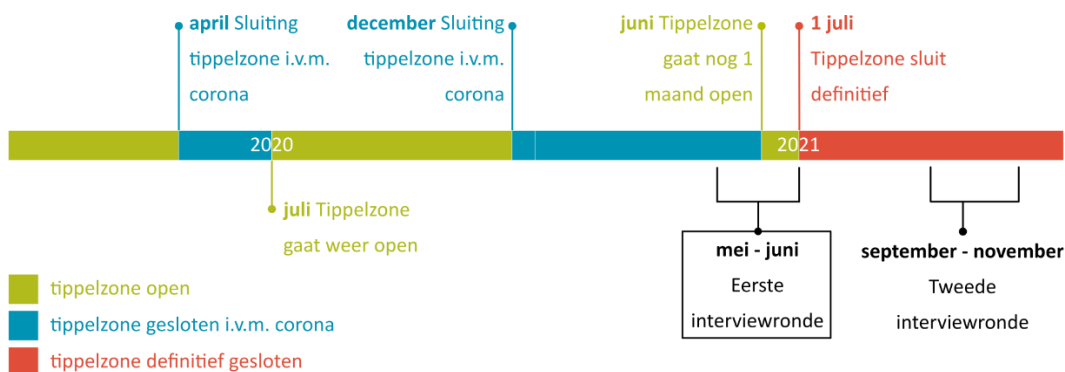 april Sluiting
tippelzone i.v.m.
corona
december Sluiting
tippelzone i.v.m.
corona
juni Tippelzone
gaat nog 1
maand open
1 juli
Tippelzone sluit
definitief
2020
2021
juli Tippelzone
gaat weer open
mei - juni
Eerste
interviewronde
september - november
Tweede
interviewronde
tippelzone open
tippelzone gesloten i.v.m. corona
tippelzone definitief gesloten